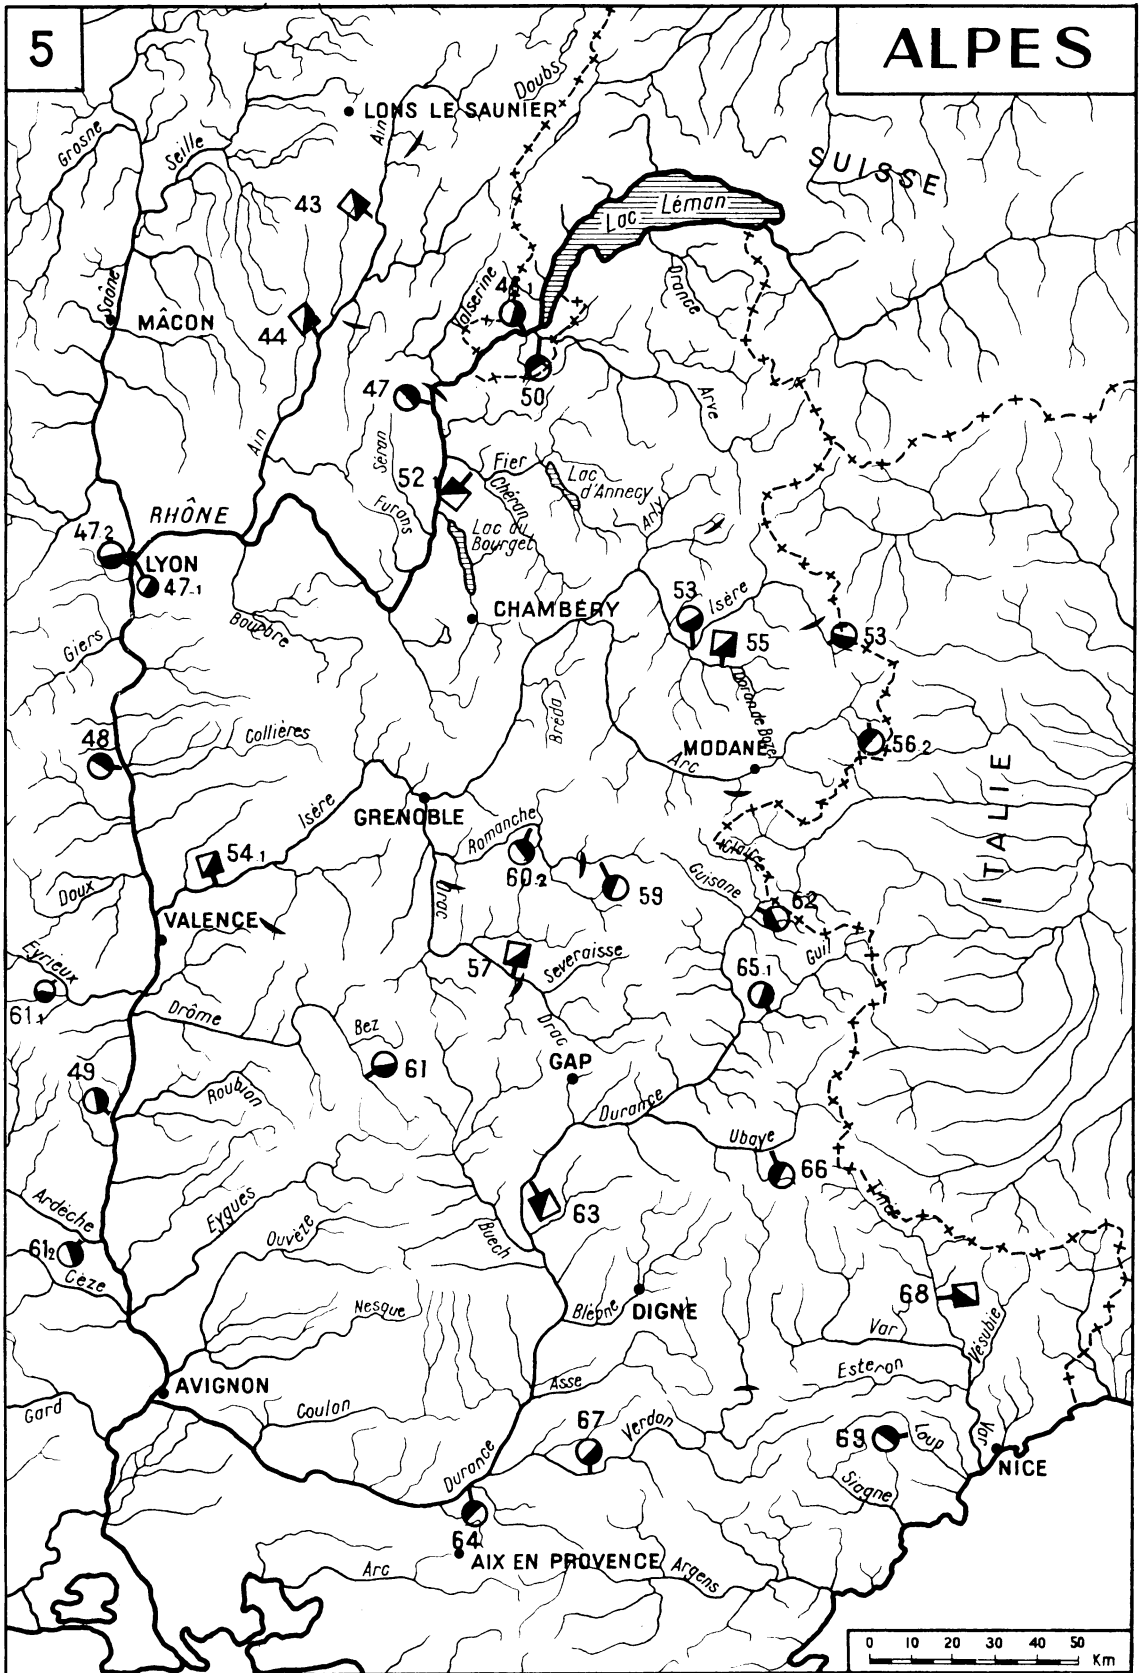 5
ALPES
LONS LE SAUNIER
Doubs
Ain
Grosne
Seille
SUISSE
43
Lac Léman
Saône
MÂCON
44
Valserine
Drance
50
47
Arve
Ain
Séran
Fier
52.1
Chéran
Lac
d'Annecy
Furans
Arly
RHÔNE
Lac du
Bourget
47.2
LYON
47.1
CHAMBÉRY
53
Isère
55
53
Giers
Bourbre
Doron de Bozel
Bréda
48
Collières
MODANE
56.2
Arc
ITALIE
Isère
GRENOBLE
Romanche
54.1
60.2
59
Guisane
Doux
Drac
62
VALENCE
Guil
57
Severaisse
65.1
Eyrieux
61.1
Drôme
Bez
Drac
61
GAP
49
Roubion
Durance
Ubaye
66
Ardèche
Eygues
63
Tinée
61.2
Ouvèze
Buech
Cèze
68
Nesque
Bléone
DIGNE
Var
Vésubie
Esteron
AVIGNON
Asse
Gard
Coulon
67
Verdon
69
Loup
Var
NICE
Durance
Siagne
64
AIX EN PROVENCE
Arc
Argens
0 10 20 30 40 50
Km